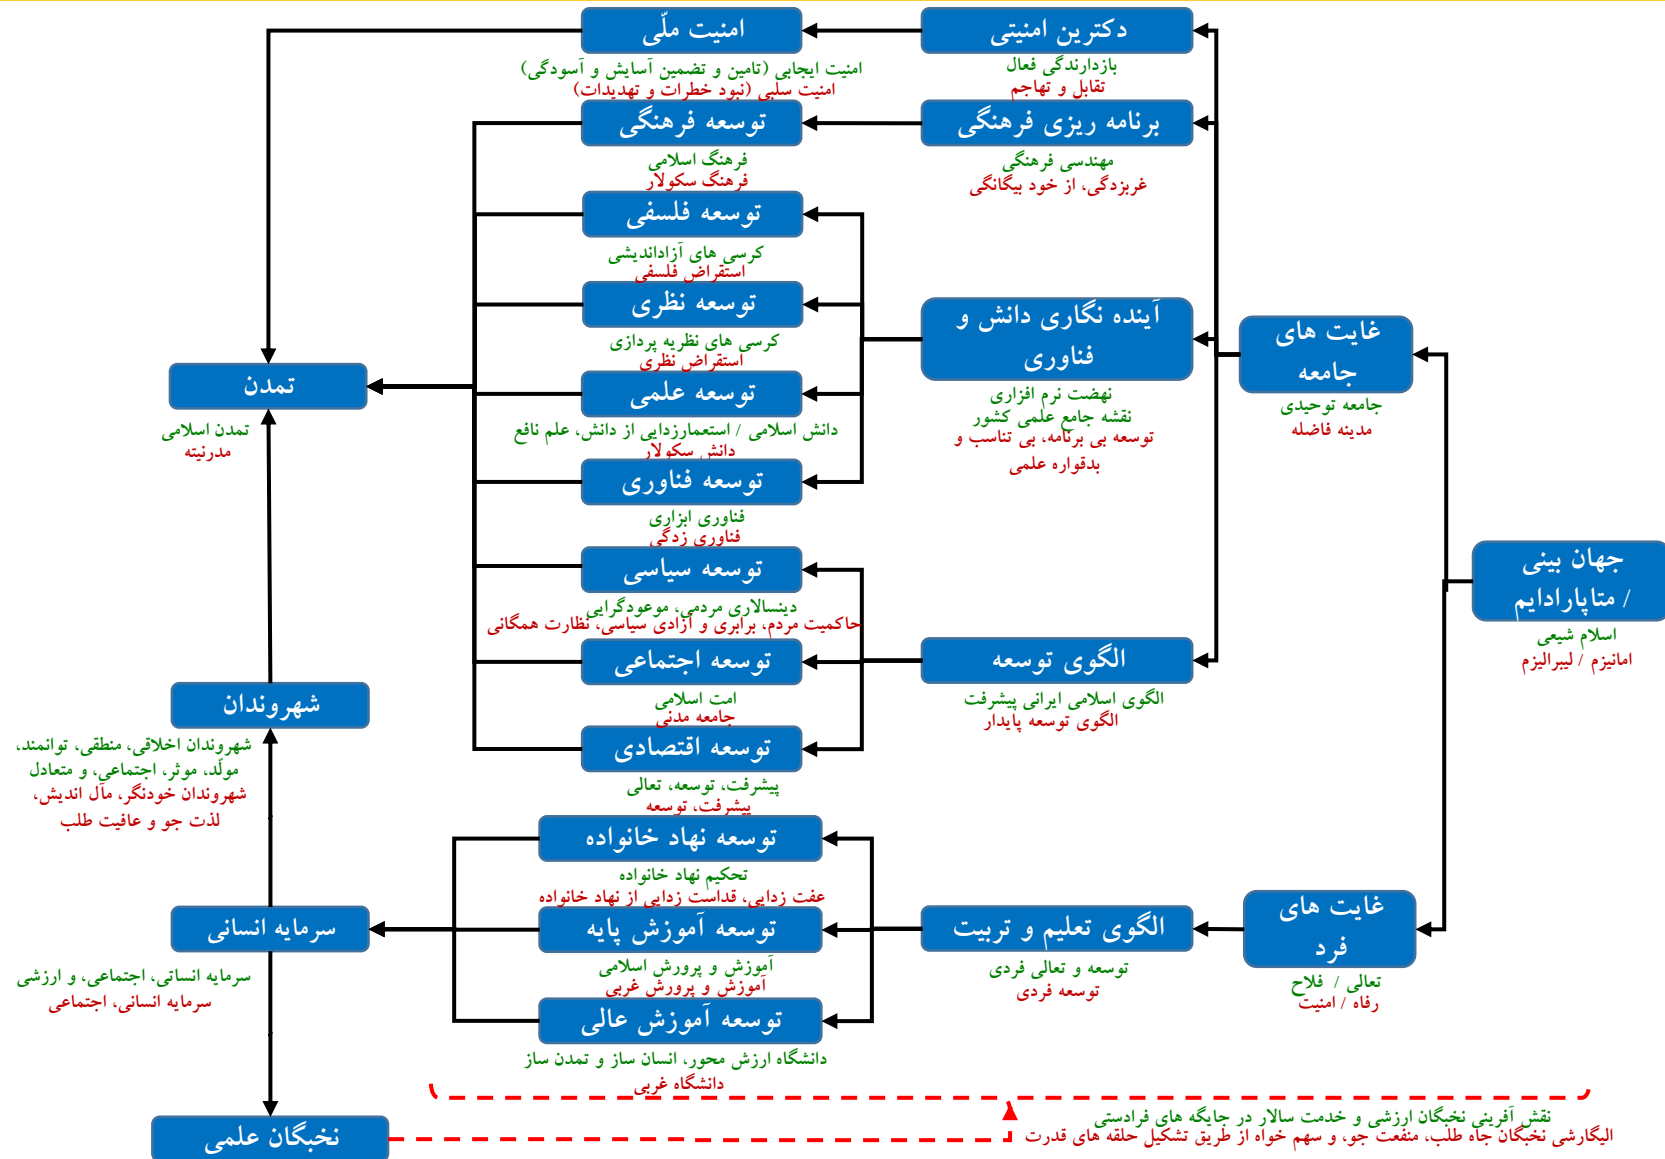 جهان بینی
/ متاپارادایم
اسلام شیعی
امانیزم / لیبرالیزم
غایت های
جامعه
جامعه توحیدی
مدینه فاضله
غایت های
فرد
تعالی / فلاح
رفاه / امنیت
دکترین امنیتی
بازدارندگی فعال
تقابل و تهاجم
برنامه ریزی فرهنگی
مهندسی فرهنگی
غربزدگی، از خود بیگانگی
آینده نگاری دانش و
فناوری
نهضت نرم افزاری
نقشه جامع علمی کشور
توسعه بی برنامه، بی تناسب و
بدقواره علمی
الگوی توسعه
الگوی اسلامی ایرانی پیشرفت
الگوی توسعه پایدار
الگوی تعلیم و تربیت
توسعه و تعالی فردی
توسعه فردی
امنیت ملّی
امنیت ایجابی (تامین و تضمین آسایش و آسودگی)
امنیت سلبی (نبود خطرات و تهدیدات)
توسعه فرهنگی
فرهنگ اسلامی
فرهنگ سکولار
توسعه فلسفی
کرسی های آزاداندیشی
استقراض فلسفی
توسعه نظری
کرسی های نظریه پردازی
استقراض نظری
توسعه علمی
دانش اسلامی / استعمارزدایی از دانش، علم نافع
دانش سکولار
توسعه فناوری
فناوری ابزاری
فناوری زدگی
توسعه سیاسی
دینسالاری مردمی، موعودگرایی
حاکمیت مردم، برابری و آزادی سیاسی، نظارت همگانی
توسعه اجتماعی
امت اسلامی
جامعه مدنی
توسعه اقتصادی
پیشرفت، توسعه، تعالی
پیشرفت، توسعه
توسعه نهاد خانواده
تحکیم نهاد خانواده
عفت زدایی، قداست زدایی از نهاد خانواده
توسعه آموزش پایه
آموزش و پرورش اسلامی
آموزش و پرورش غربی
توسعه آموزش عالی
دانشگاه ارزش محور، انسان ساز و تمدن ساز
دانشگاه غربی
تمدن
تمدن اسلامی
مدرنیته
شهروندان
شهروندان اخلاقی، منطقی، توانمند،
مولّد، موثر، اجتماعی، و متعادل
شهروندان خودنگر، مآل اندیش،
لذت جو و عافیت طلب
سرمایه انسانی
سرمایه انساتی، اجتماعی، و ارزشی
سرمایه انسانی، اجتماعی
نخبگان علمی
نقش آفرینی نخبگان ارزشی و خدمت سالار در جایگه های فرادستی
الیگارشی نخبگان جاه طلب، منفعت جو، و سهم خواه از طریق تشکیل حلقه های قدرت